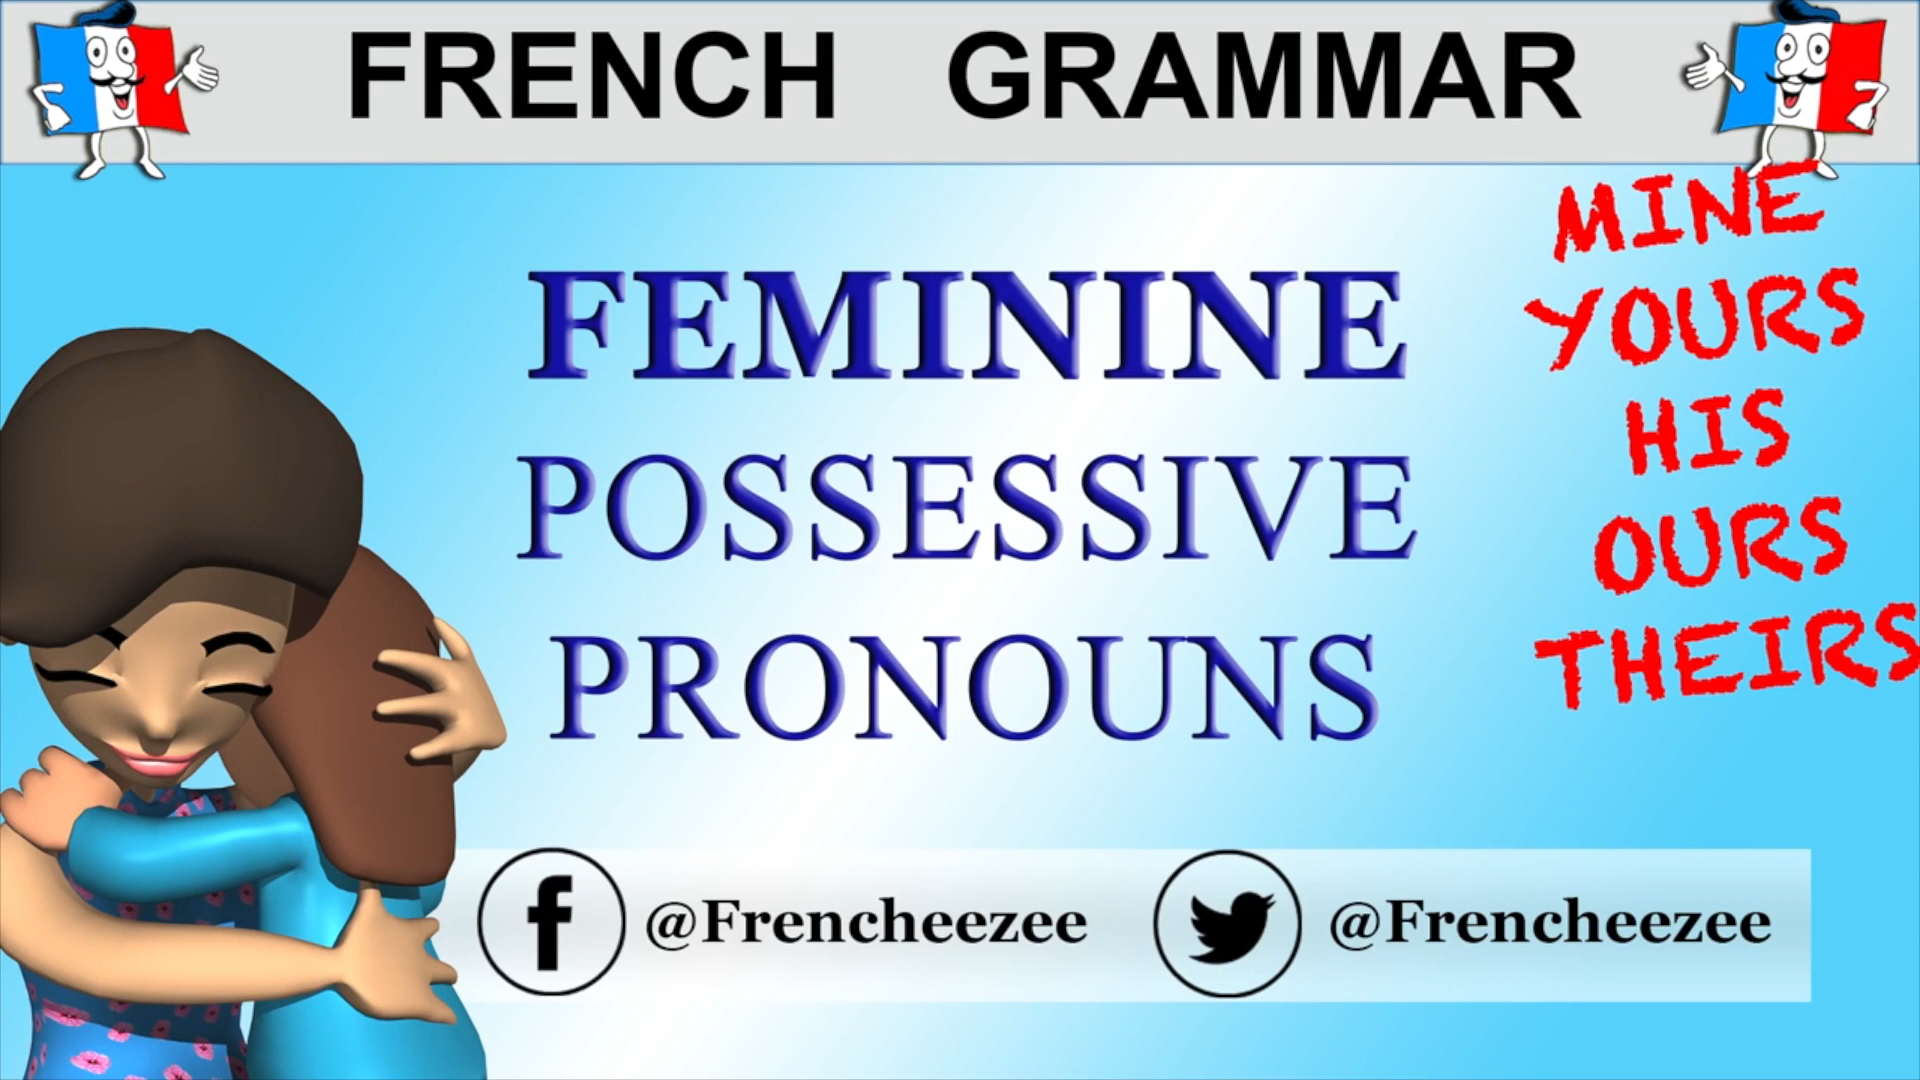 FRENCH GRAMMAR
FEMININE
POSSESSIVE
PRONOUNS
MINE
YOURS
HIS
OURS
THEIRS
@Frencheezee @Frencheezee